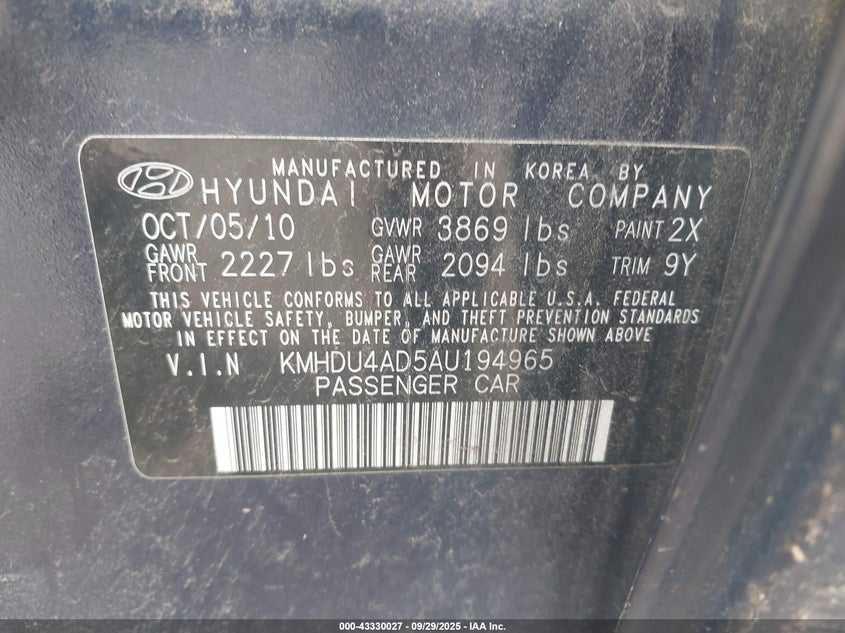 MANUFACTURED IN KOREA BY
HYUNDAI MOTOR COMPANY
OCT/05/10 GVWR 3869 lbs PAINT 2X
GAWR FRONT 2227 lbs GAWR REAR 2094 lbs TRIM 9Y
THIS VEHICLE CONFORMS TO ALL APPLICABLE U.S.A. FEDERAL
MOTOR VEHICLE SAFETY, BUMPER, AND THEFT PREVENTION STANDARDS
IN EFFECT ON THE DATE OF MANUFACTURE SHOWN ABOVE
V.I.N KMHDU4AD5AU194965
PASSENGER CAR
000-43330027 - 09/29/2025 - IAA Inc.